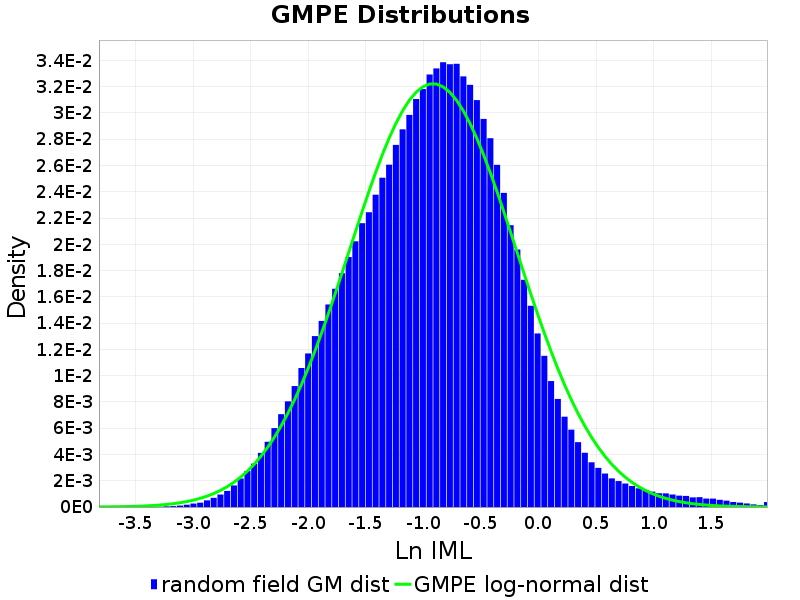 GMPE Distributions
3.4E-2
3.2E-2
3E-2
2.8E-2
2.6E-2
2.4E-2
2.2E-2
2E-2
1.8E-2
1.6E-2
1.4E-2
1.2E-2
1E-2
8E-3
6E-3
4E-3
2E-3
0E0
Density
-3.5 -3.0 -2.5 -2.0 -1.5 -1.0 -0.5 0.0 0.5 1.0 1.5
Ln IML
random field GM dist GMPE log-normal dist